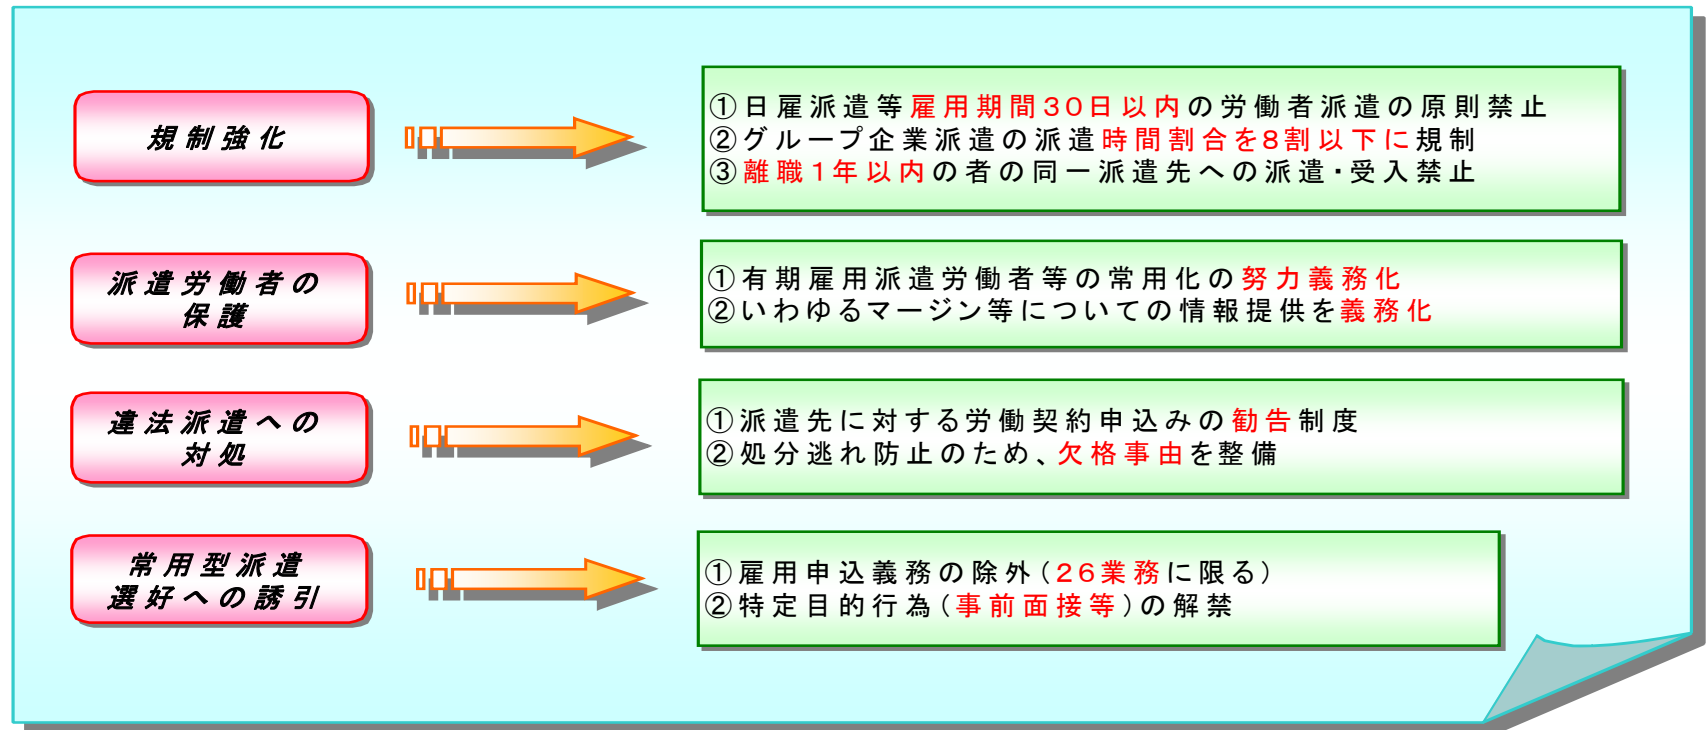 規制強化
①日雇派遣等雇用期間30日以内の労働者派遣の原則禁止
②グループ企業派遣の派遣時間割合を8割以下に規制
③離職1年以内の者の同一派遣先への派遣・受入禁止
派遣労働者の
保護
①有期雇用派遣労働者等の常用化の努力義務化
②いわゆるマージン等についての情報提供を義務化
違法派遣への
対処
①派遣先に対する労働契約申込みの勧告制度
②処分逃れ防止のため、欠格事由を整備
常用型派遣
選好への誘引
①雇用申込義務の除外(26業務に限る)
②特定目的行為(事前面接等)の解禁